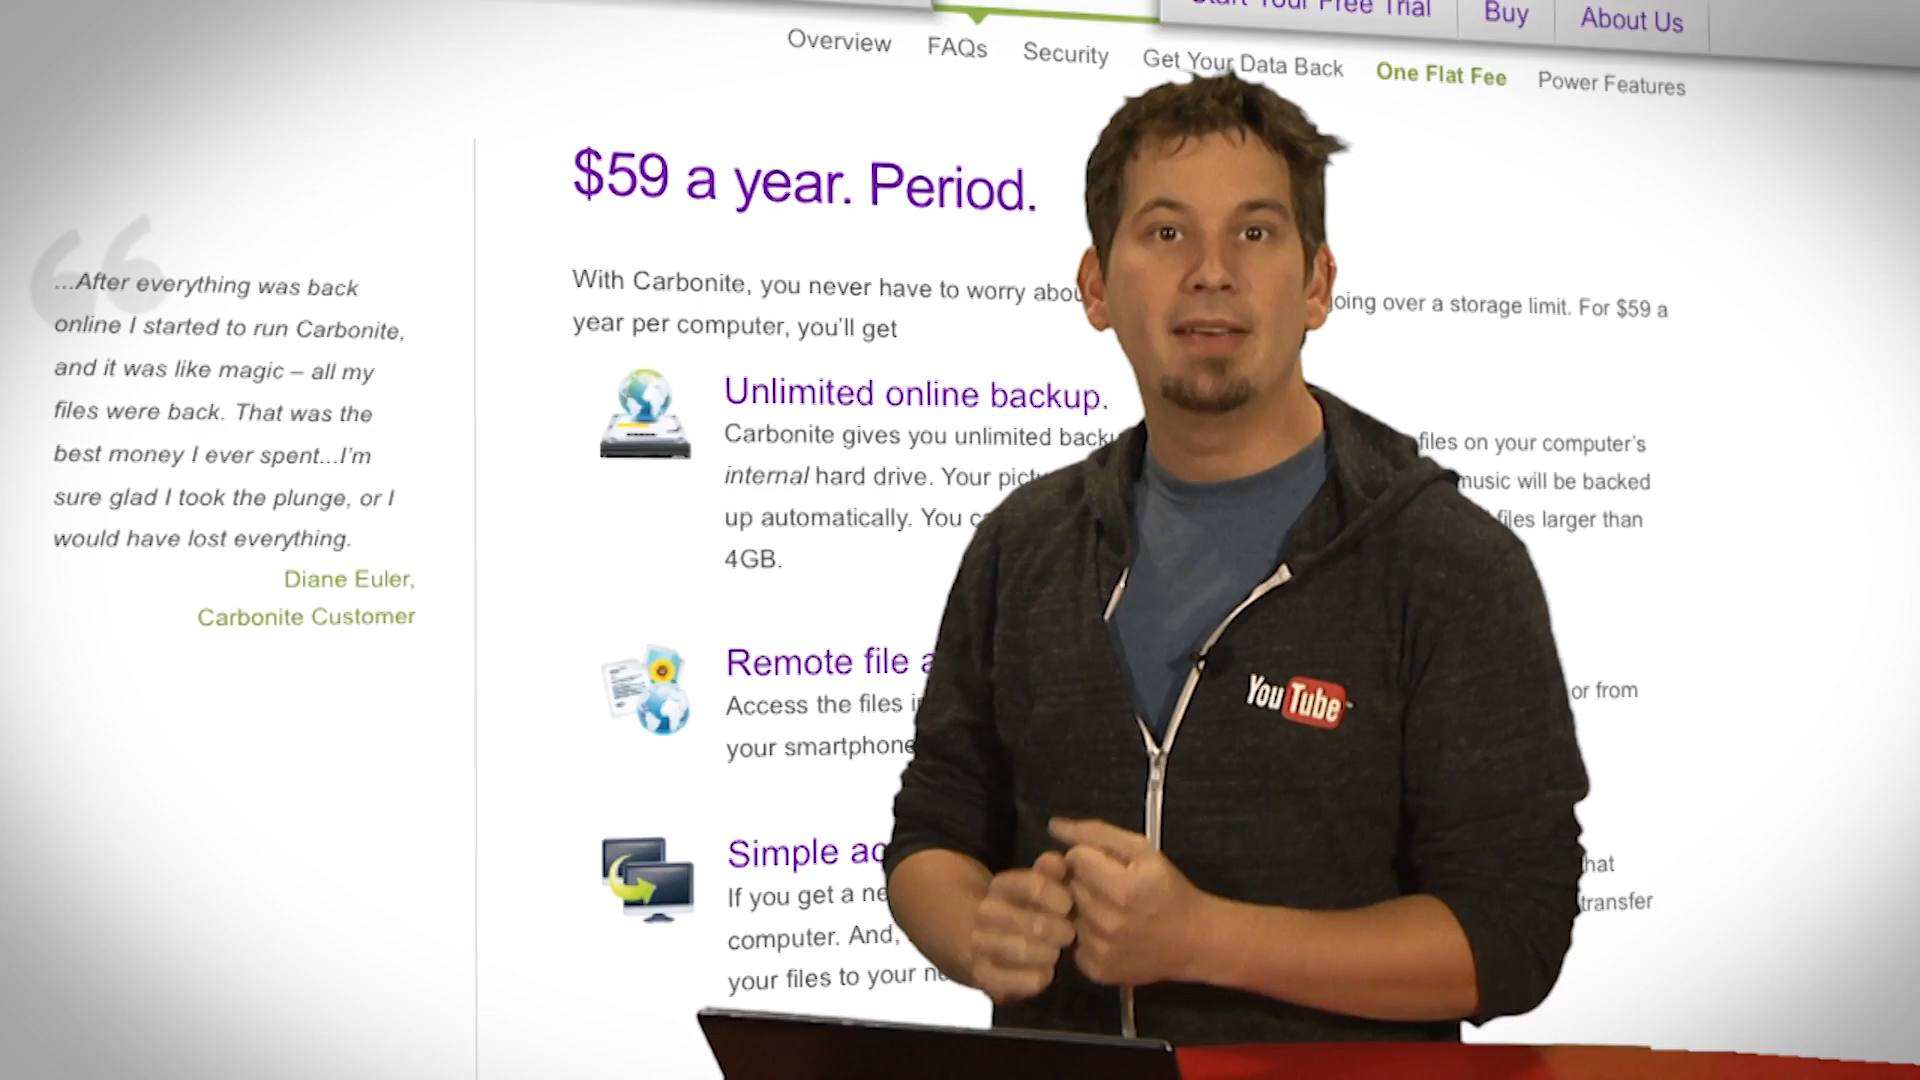 Start Your Free Trial
Buy
About Us
Overview
FAQs
Security
Get Your Data Back
One Flat Fee
Power Features
$59 a year. Period.
...After everything was back
online I started to run Carbonite,
and it was like magic – all my
files were back. That was the
best money I ever spent...I'm
sure glad I took the plunge, or I
would have lost everything.
Diane Euler,
Carbonite Customer
With Carbonite, you never have to worry going over a storage limit. For $59 a
year per computer, you'll get
Unlimited online backup.
Carbonite gives you unlimited files on your computer's
internal hard drive. Your music will be backed
up automatically. You files larger than
4GB.
Remote file
Access the files or from
your smartphone
Simple
If you get a
computer. And, transfer
your files to your
YouTube